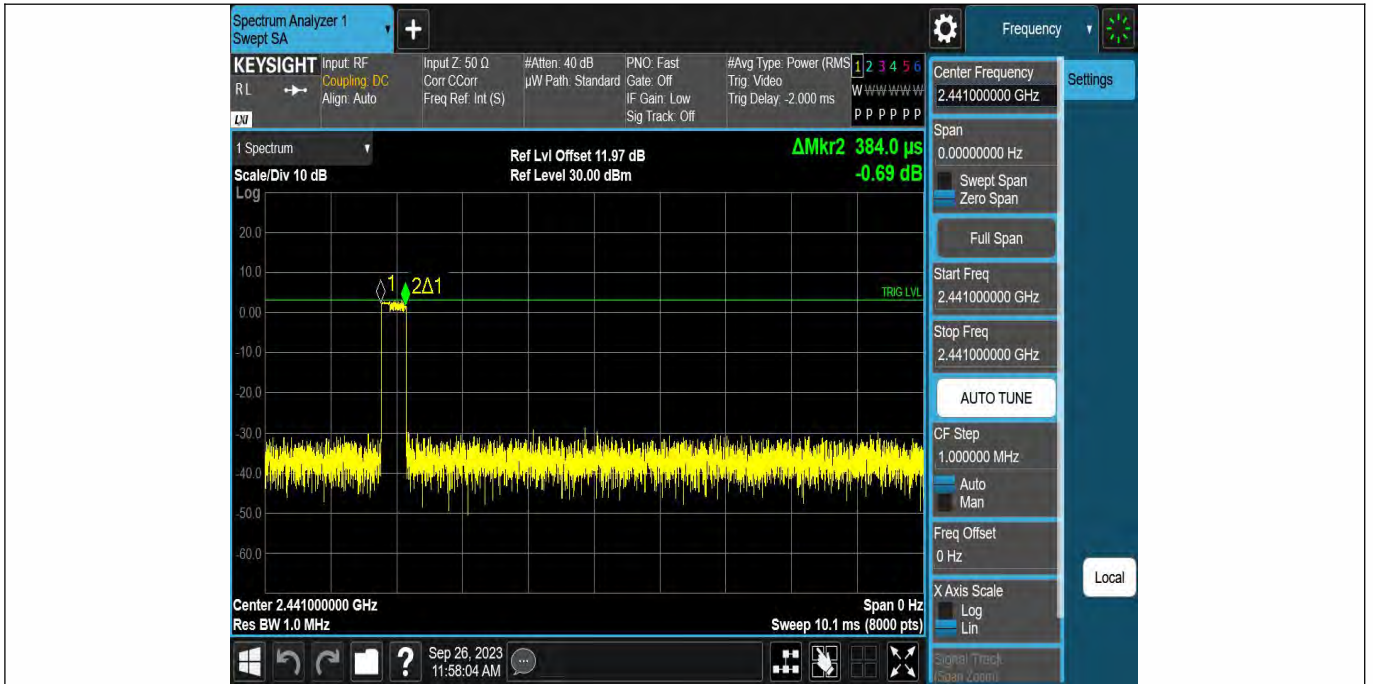 Spectrum Analyzer 1
Swept SA
+
Frequency
KEYSIGHT
RL
LXI
Input: RF
Coupling: DC
Align: Auto
Input Z: 50 Ω
Corr CCorr
Freq Ref: Int (S)
#Atten: 40 dB
µW Path: Standard
PNO: Fast
Gate: Off
IF Gain: Low
Sig Track: Off
#Avg Type: Power (RMS
Trig: Video
Trig Delay: -2.000 ms
1 2 3 4 5 6
W W W W W W
P P P P P P
1 Spectrum
Scale/Div 10 dB
Ref Lvl Offset 11.97 dB
Ref Level 30.00 dBm
ΔMkr2 384.0 µs
-0.69 dB
Log
20.0
10.0
0.00
-10.0
-20.0
-30.0
-40.0
-50.0
-60.0
1
2Δ1
TRIG LVL
Center 2.441000000 GHz
Res BW 1.0 MHz
Span 0 Hz
Sweep 10.1 ms (8000 pts)
Center Frequency
2.441000000 GHz
Settings
Span
0.00000000 Hz
Swept Span
Zero Span
Full Span
Start Freq
2.441000000 GHz
Stop Freq
2.441000000 GHz
AUTO TUNE
CF Step
1.000000 MHz
Auto
Man
Freq Offset
0 Hz
X Axis Scale
Log
Lin
Signal Track
(Span Zoom)
Local
?
Sep 26, 2023
11:58:04 AM